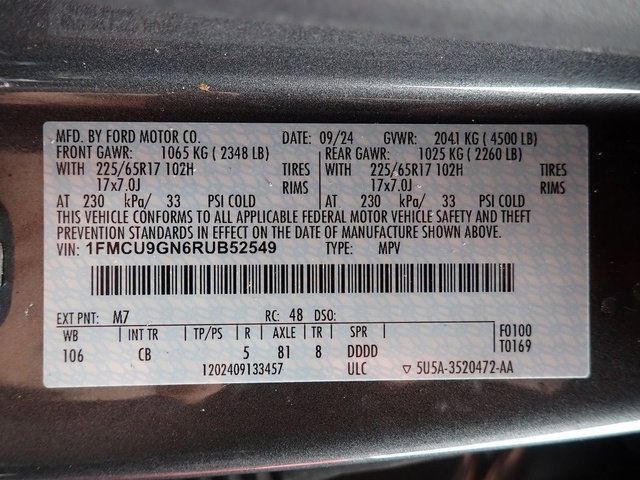 MFD. BY FORD MOTOR CO. DATE: 09/24 GVWR: 2041 KG ( 4500 LB)
FRONT GAWR: 1065 KG ( 2348 LB) REAR GAWR: 1025 KG ( 2260 LB)
WITH 225/65R17 102H TIRES WITH 225/65R17 102H TIRES
17x7.0J RIMS 17x7.0J RIMS
AT 230 kPa/ 33 PSI COLD AT 230 kPa/ 33 PSI COLD
THIS VEHICLE CONFORMS TO ALL APPLICABLE FEDERAL MOTOR VEHICLE SAFETY AND THEFT
PREVENTION STANDARDS IN EFFECT ON THE DATE OF MANUFACTURE SHOWN ABOVE.
VIN: 1FMCU9GN6RUB52549 TYPE: MPV
EXT PNT: M7 RC: 48 DSO:
WB INT TR TP/PS R AXLE TR SPR F0100
106 CB 5 81 8 DDDD T0169
1202409133457 ULC ▽ 5U5A-3520472-AA